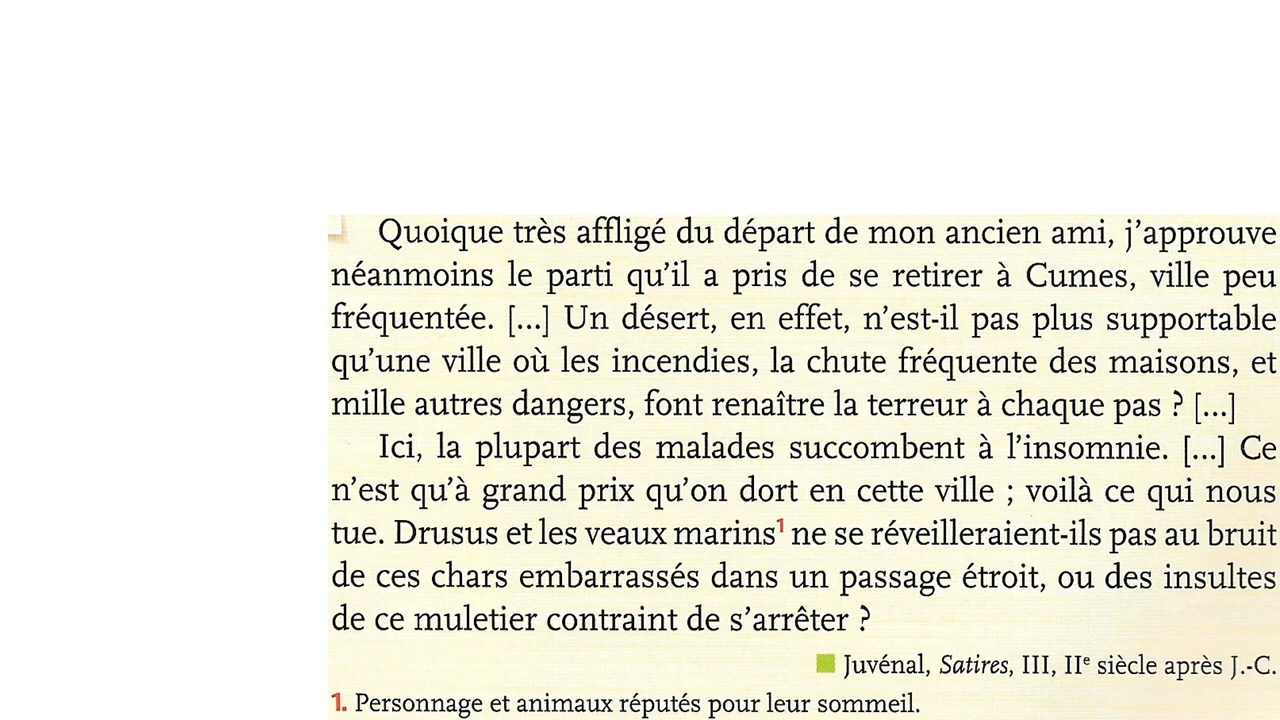 Quoique très affligé du départ de mon ancien ami, j'approuve
néanmoins le parti qu'il a pris de se retirer à Cumes, ville peu
fréquentée. [...] Un désert, en effet, n'est-il pas plus supportable
qu'une ville où les incendies, la chute fréquente des maisons, et
mille autres dangers, font renaître la terreur à chaque pas ? [...]
Ici, la plupart des malades succombent à l'insomnie. [...] Ce
n'est qu'à grand prix qu'on dort en cette ville ; voilà ce qui nous
tue. Drusus et les veaux marins¹ ne se réveilleraient-ils pas au bruit
de ces chars embarrassés dans un passage étroit, ou des insultes
de ce muletier contraint de s'arrêter ?
Juvénal, Satires, III, IIᵉ siècle après J.-C.
1. Personnage et animaux réputés pour leur sommeil.